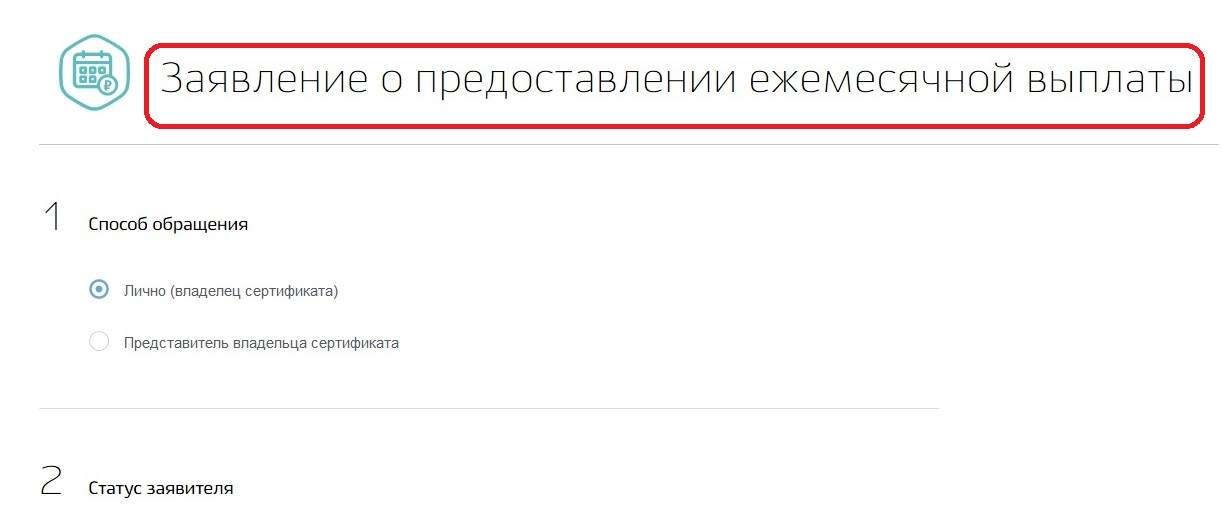 Заявление о предоставлении ежемесячной выплаты
1 Способ обращения
Лично (владелец сертификата)
Представитель владельца сертификата
2 Статус заявителя